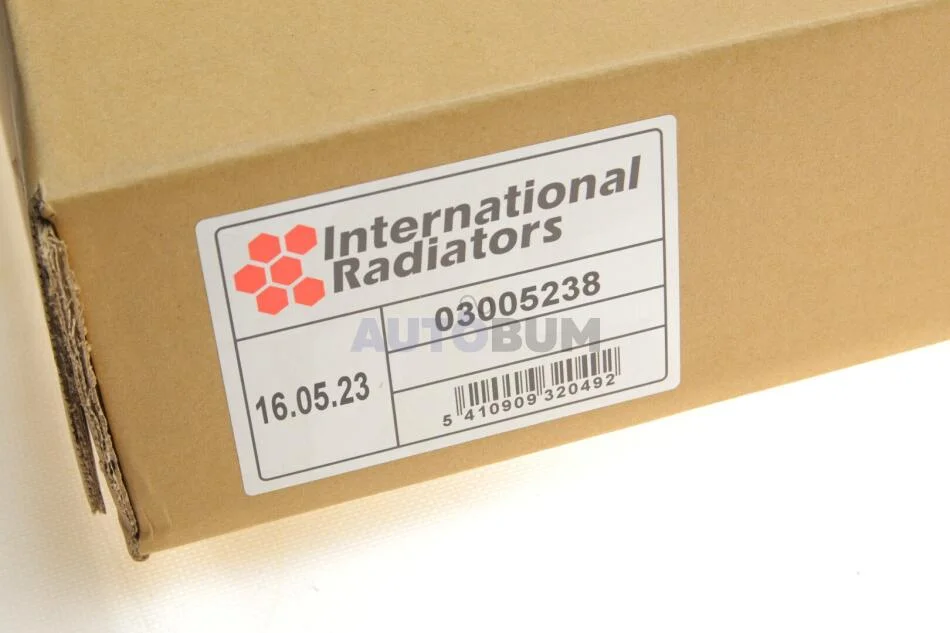 International
Radiators
03005238
AUTOBUM
16.05.23
5 410909 320492